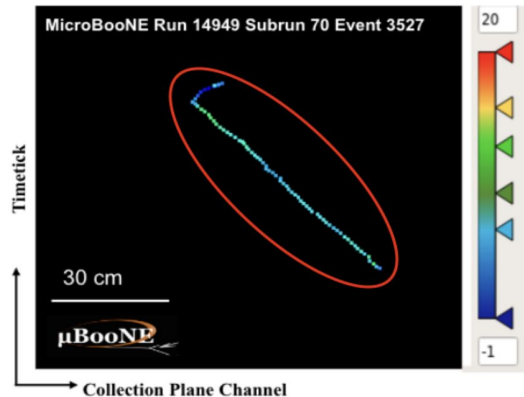 MicroBooNE Run 14949 Subrun 70 Event 3527
20
Timetick
30 cm
µBooNE
-1
Collection Plane Channel